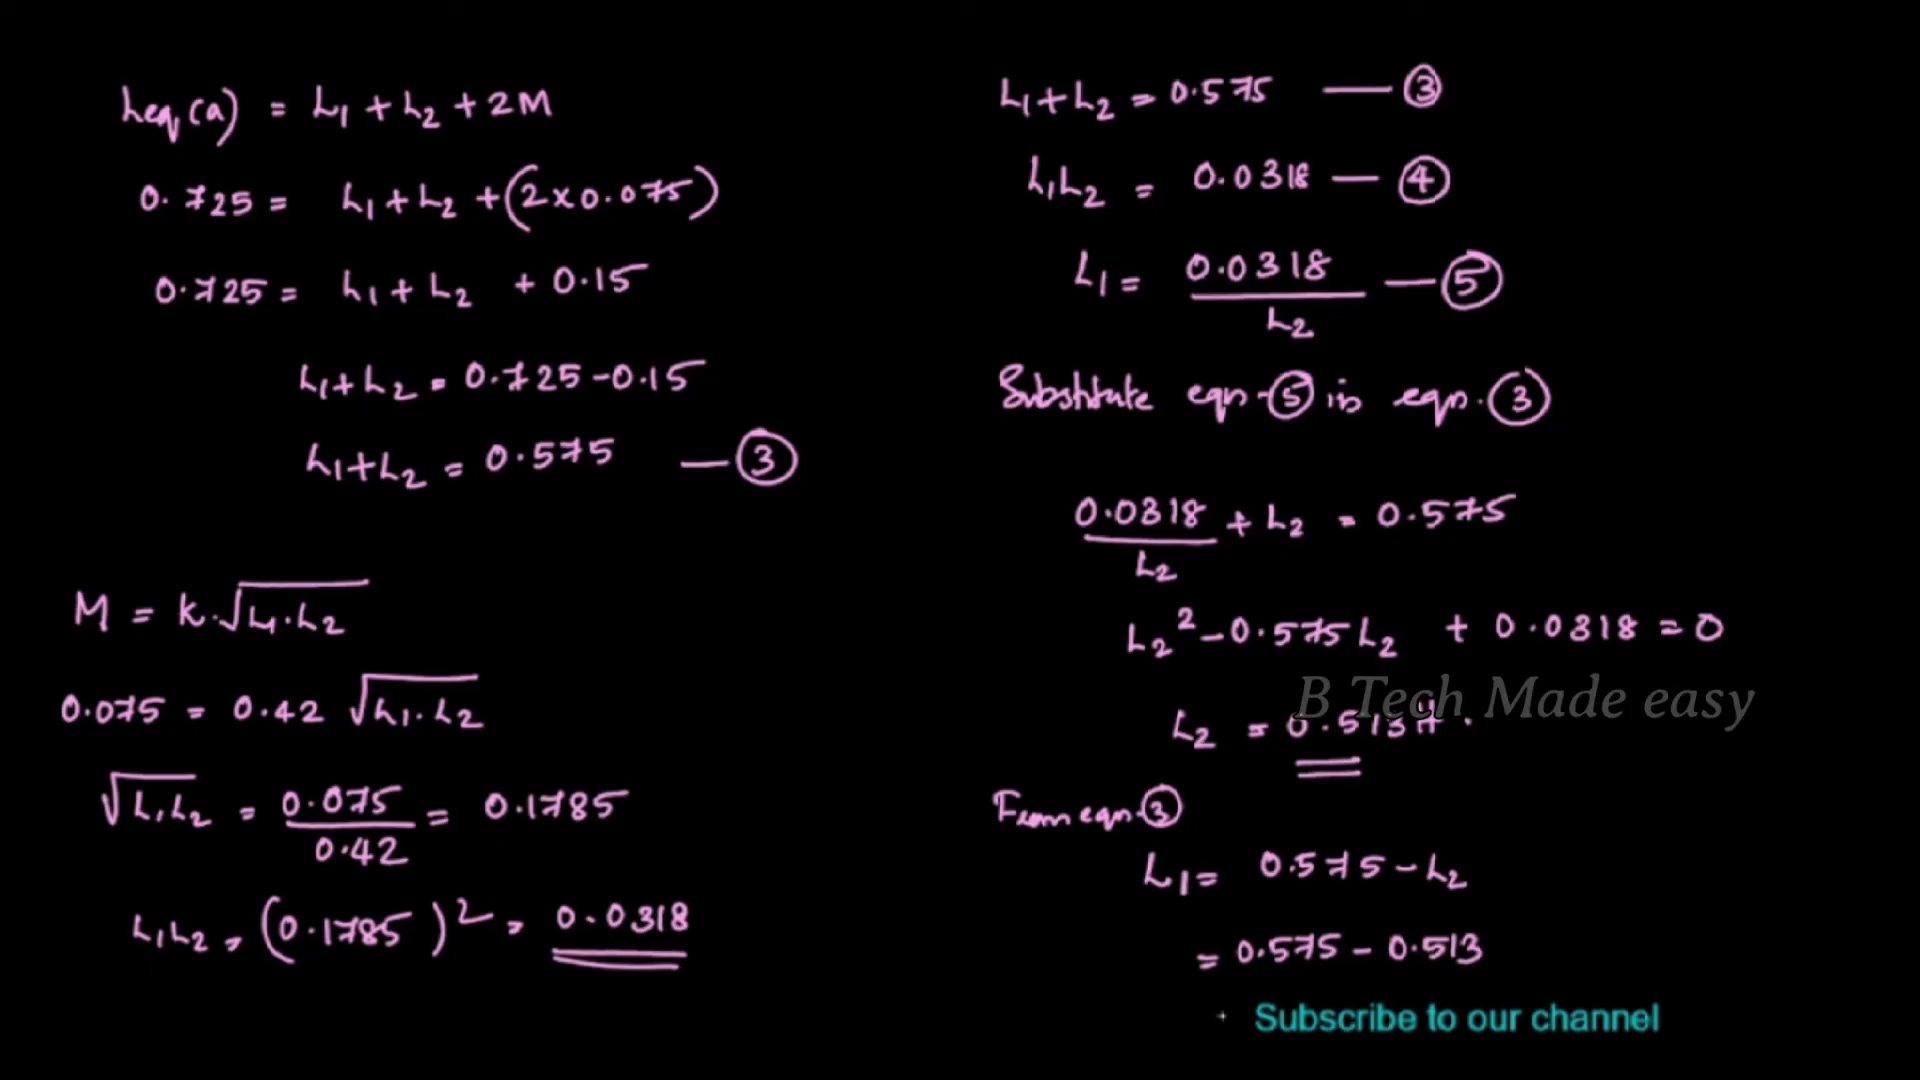 Leq(a) = L1 + L2 + 2M
0.725 = L1 + L2 + (2x0.075)
0.725 = L1 + L2 + 0.15
L1 + L2 = 0.725 - 0.15
L1 + L2 = 0.575 — ③
M = k.√L1.L2
0.075 = 0.42 √L1.L2
√L1L2 = 0.075/0.42 = 0.1785
L1L2 = (0.1785)² = 0.0318
L1 + L2 = 0.575 — ③
L1L2 = 0.0318 — ④
L1 = 0.0318/L2 — ⑤
Substitute eqn-⑤ in eqn.③
0.0318/L2 + L2 = 0.575
L2² - 0.575L2 + 0.0318 = 0
B Tech Made easy
L2 = 0.513H.
From eqn.③
L1 = 0.575 - L2
= 0.575 - 0.513
Subscribe to our channel